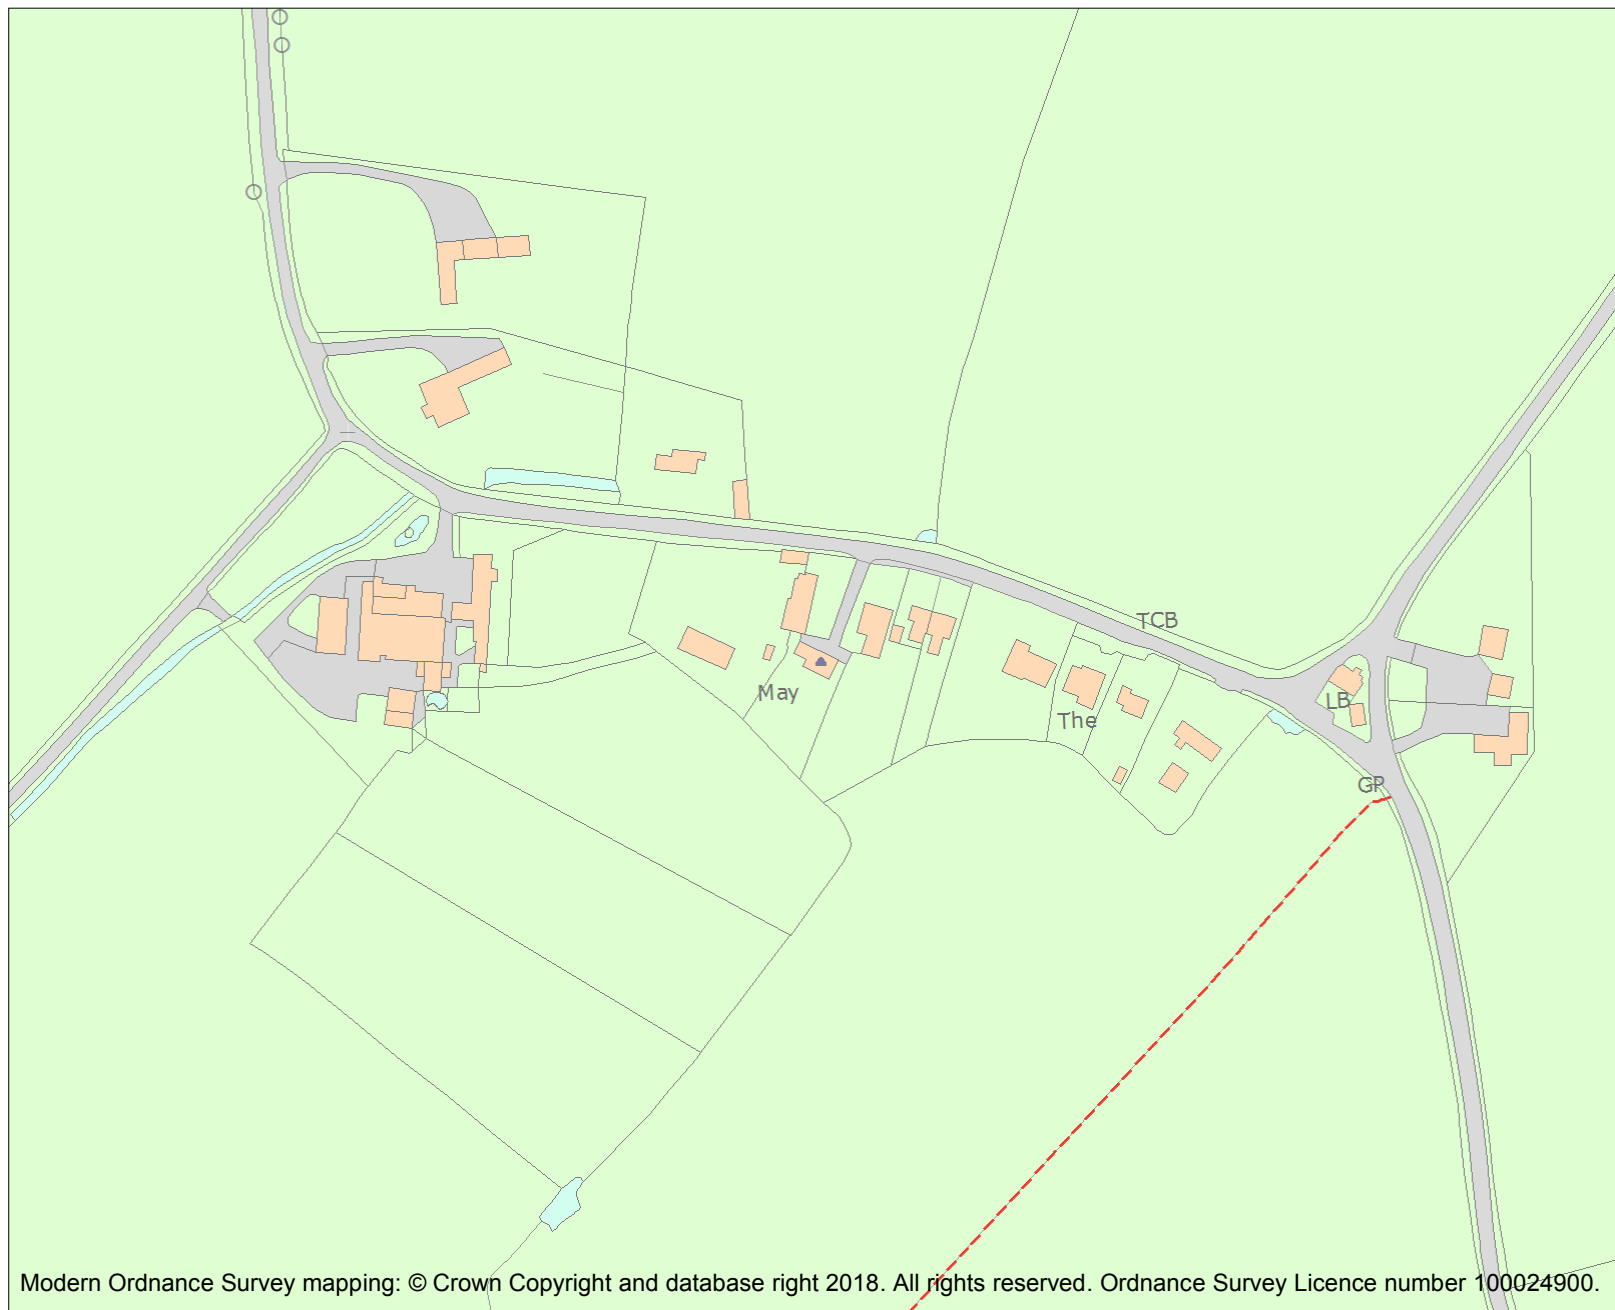 TCB
May
LB
The
GP
Modern Ordnance Survey mapping: © Crown Copyright and database right 2018. All rights reserved. Ordnance Survey Licence number 100024900.